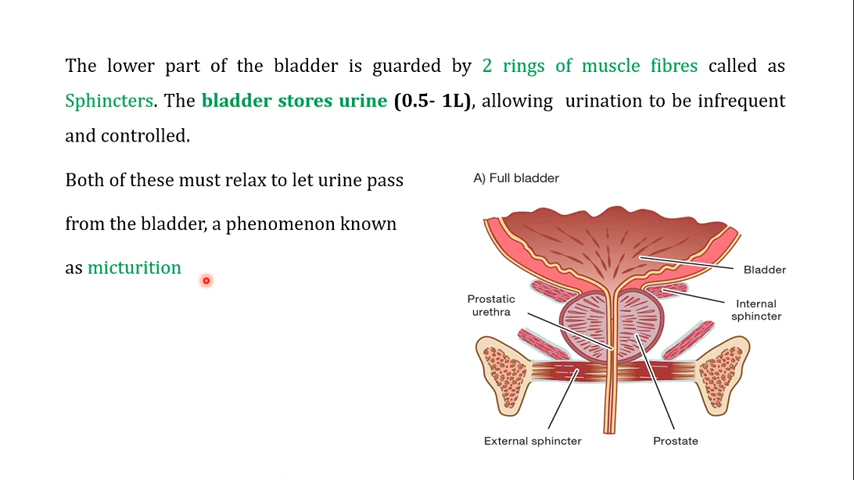 The lower part of the bladder is guarded by 2 rings of muscle fibres called as
Sphincters. The bladder stores urine (0.5- 1L), allowing urination to be infrequent
and controlled.
Both of these must relax to let urine pass
from the bladder, a phenomenon known
as micturition
A) Full bladder
Bladder
Prostatic
urethra
Internal
sphincter
External sphincter
Prostate